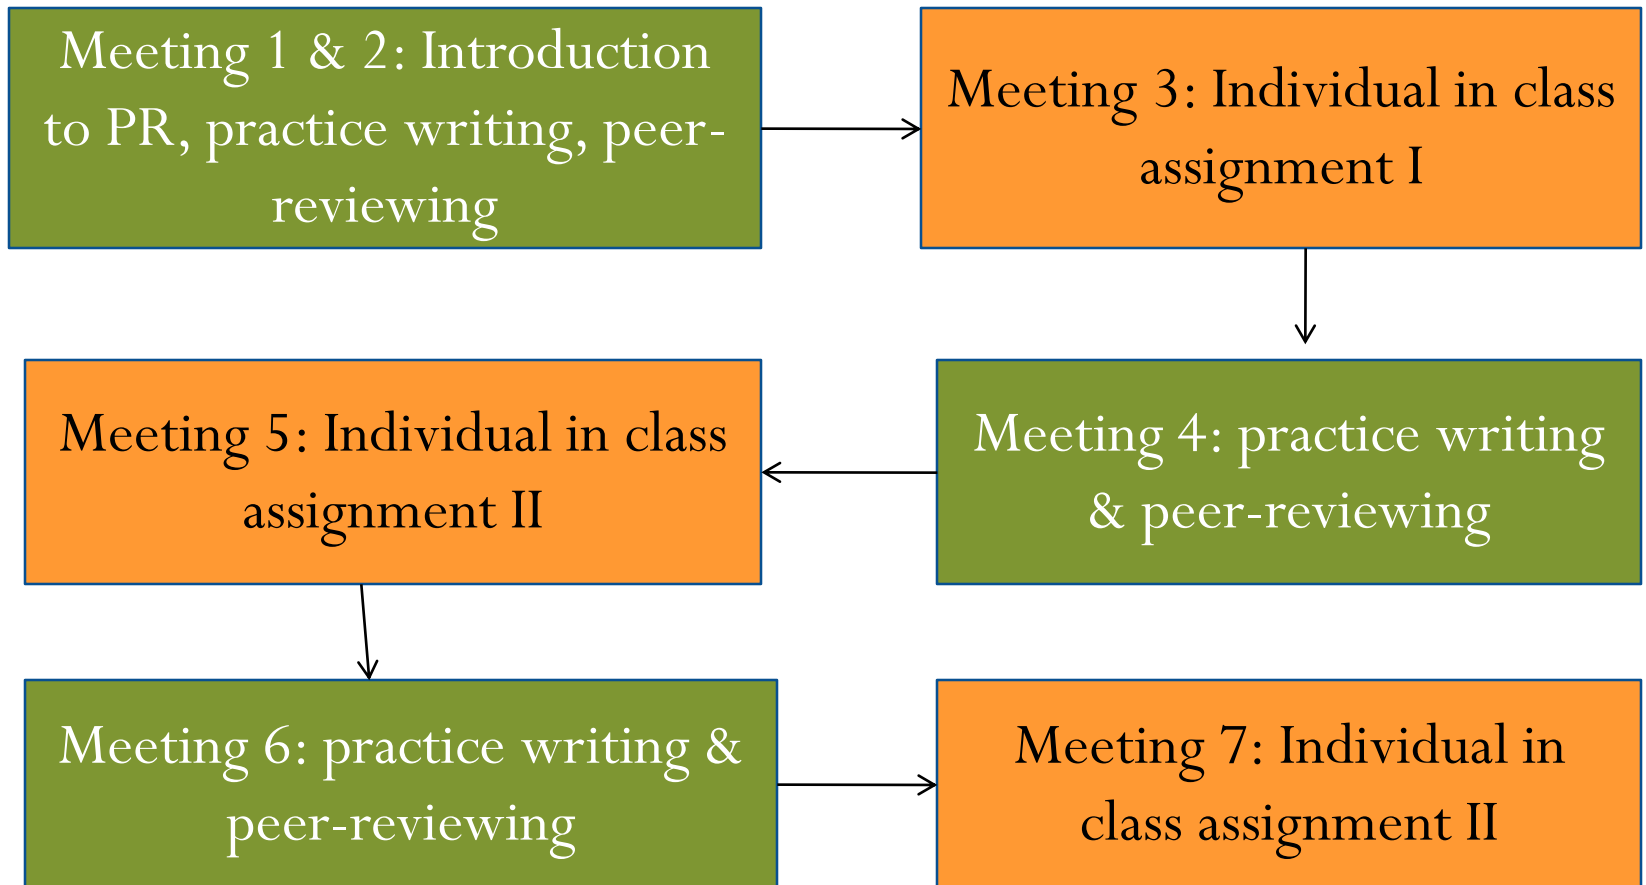 Meeting 1 & 2: Introduction
to PR, practice writing, peer-
reviewing
Meeting 3: Individual in class
assignment I
Meeting 4: practice writing
& peer-reviewing
Meeting 5: Individual in class
assignment II
Meeting 6: practice writing &
peer-reviewing
Meeting 7: Individual in
class assignment II